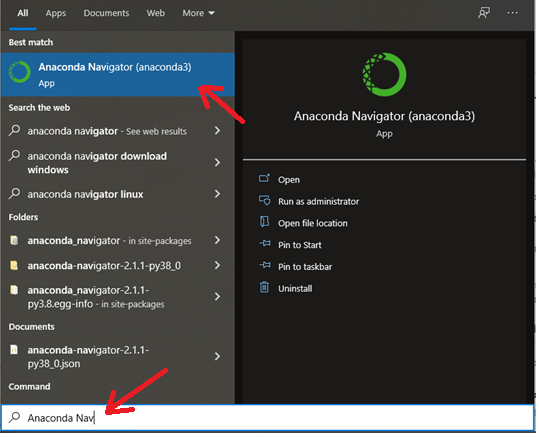 All Apps Documents Web More
Best match
Anaconda Navigator (anaconda3)
App
Search the web
anaconda navigator - See web results
anaconda navigator download
windows
anaconda navigator linux
Folders
anaconda_navigator - in site-packages
anaconda-navigator-2.1.1-py38_0
anaconda_navigator-2.1.1-
py3.8.egg-info - in site-packages
Documents
anaconda-navigator-2.1.1-
py38_0.json
Command
Anaconda Nav
Anaconda Navigator (anaconda3)
App
Open
Run as administrator
Open file location
Pin to Start
Pin to taskbar
Uninstall